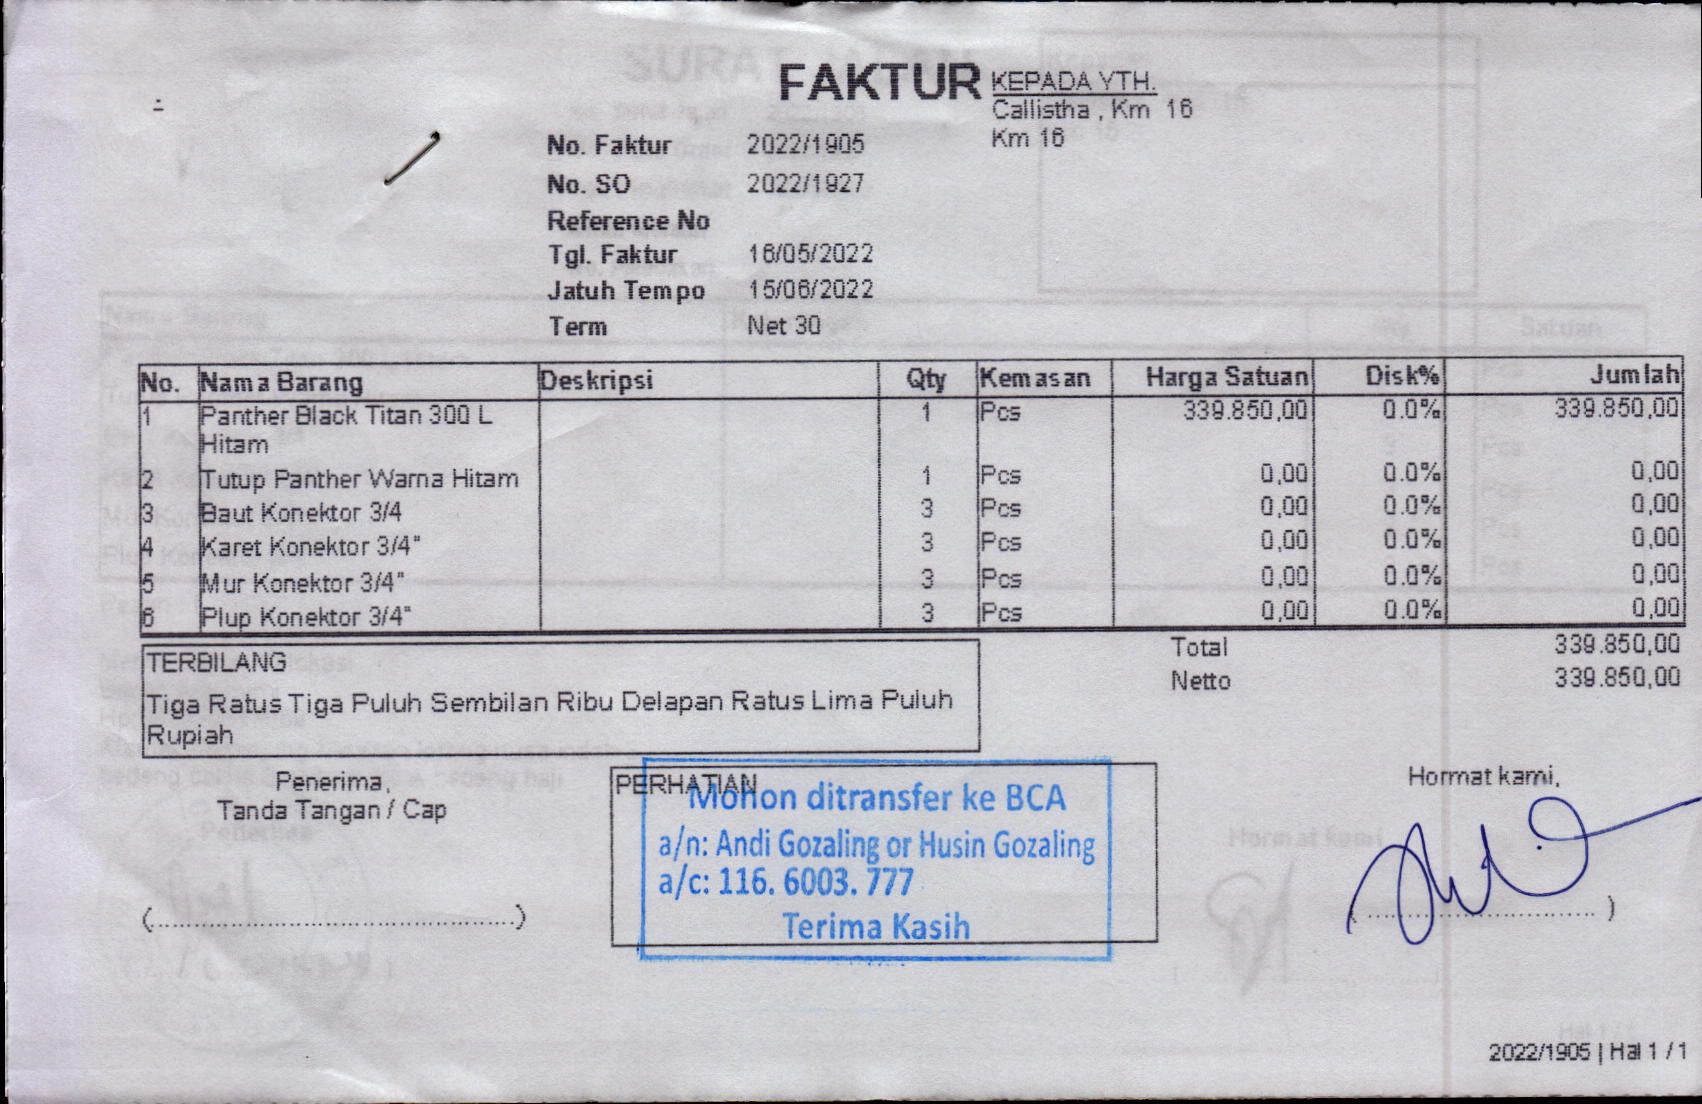 FAKTUR
KEPADA YTH.
Callistha , Km 16
Km 16
No. Faktur 2022/1905
No. SO 2022/1927
Reference No
Tgl. Faktur 16/05/2022
Jatuh Tempo 15/06/2022
Term Net 30
No. Nama Barang Deskripsi Qty Kemasan Harga Satuan Disk% Jumlah
1 Panther Black Titan 300 L 1 Pcs 339.850,00 0.0% 339.850,00
Hitam
2 Tutup Panther Warna Hitam 1 Pcs 0,00 0.0% 0,00
3 Baut Konektor 3/4 3 Pcs 0,00 0.0% 0,00
4 Karet Konektor 3/4" 3 Pcs 0,00 0.0% 0,00
5 Mur Konektor 3/4" 3 Pcs 0,00 0.0% 0,00
6 Plup Konektor 3/4" 3 Pcs 0,00 0.0% 0,00
Total 339.850,00
Netto 339.850,00
TERBILANG
Tiga Ratus Tiga Puluh Sembilan Ribu Delapan Ratus Lima Puluh
Rupiah
Penerima,
Tanda Tangan / Cap
(..................................................)
PERHATIAN
Mohon ditransfer ke BCA
a/n: Andi Gozaling or Husin Gozaling
a/c: 116. 6003. 777
Terima Kasih
Hormat kami,
(.................................)
2022/1905 | Hal 1 / 1